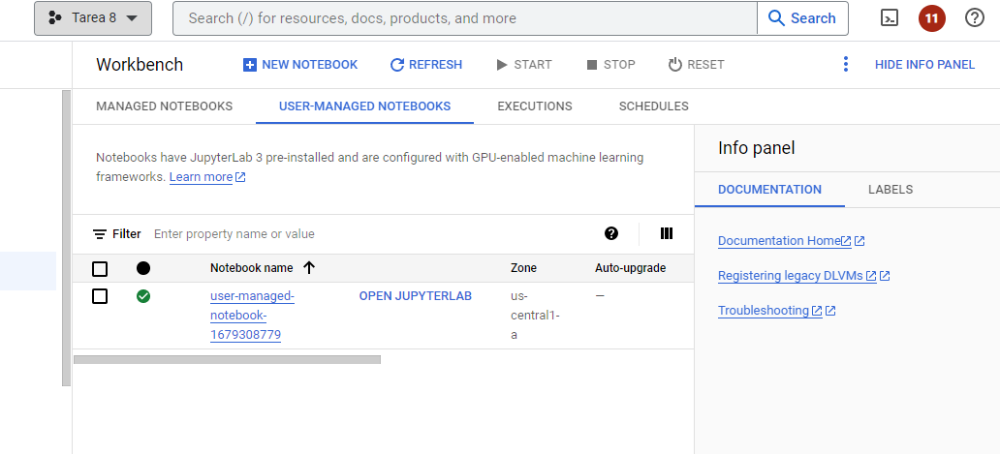 Tarea 8
Search (/) for resources, docs, products, and more
Search
11
Workbench
NEW NOTEBOOK
REFRESH
START
STOP
RESET
HIDE INFO PANEL
MANAGED NOTEBOOKS
USER-MANAGED NOTEBOOKS
EXECUTIONS
SCHEDULES
Notebooks have JupyterLab 3 pre-installed and are configured with GPU-enabled machine learning
frameworks. Learn more
Filter Enter property name or value
Notebook name
Zone
Auto-upgrade
user-managed-
notebook-
1679308779
OPEN JUPYTERLAB
us-
central1-
a
—
Info panel
DOCUMENTATION
LABELS
Documentation Home
Registering legacy DLVMs
Troubleshooting